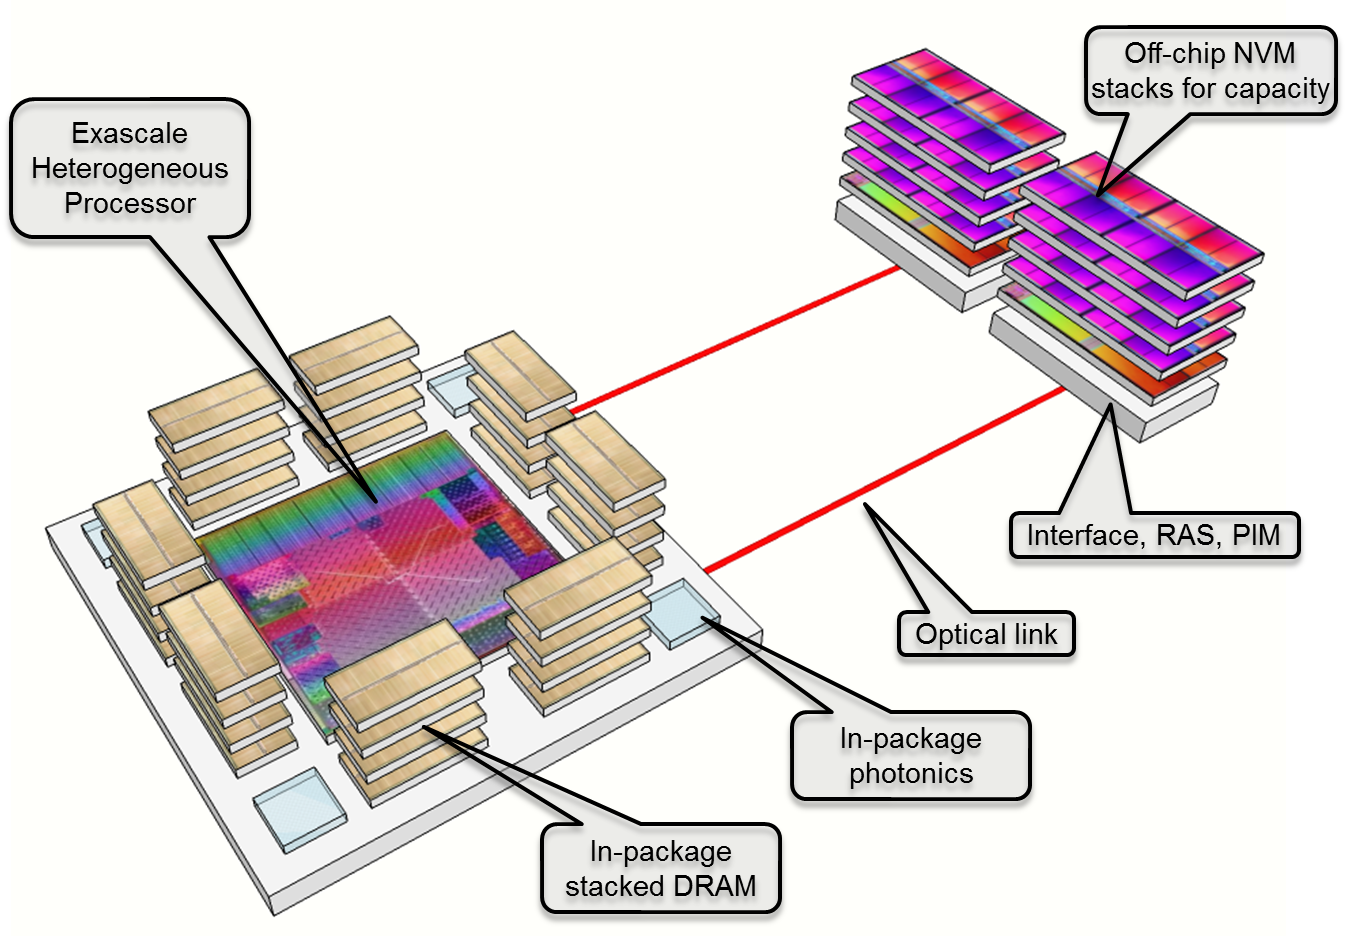 Off-chip NVM
stacks for capacity
Exascale
Heterogeneous
Processor
Interface, RAS, PIM
Optical link
In-package
photonics
In-package
stacked DRAM